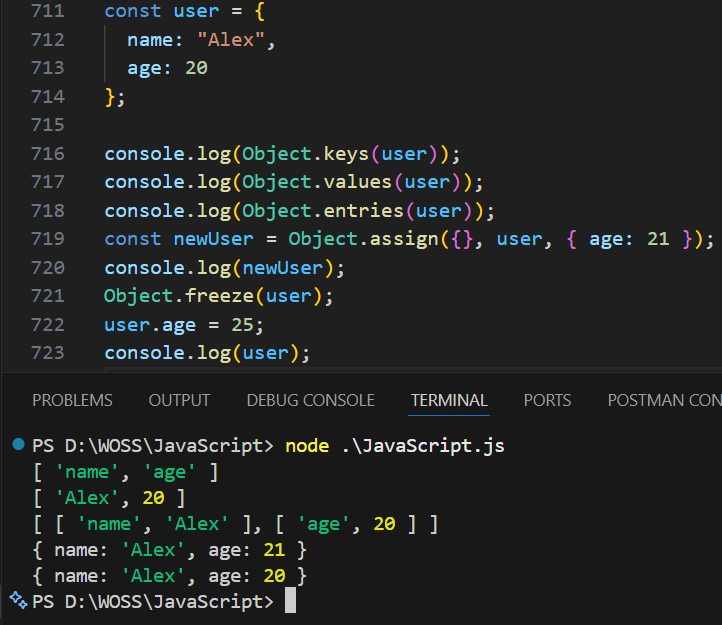 711 const user = {
712   name: "Alex",
713   age: 20
714 };
715
716 console.log(Object.keys(user));
717 console.log(Object.values(user));
718 console.log(Object.entries(user));
719 const newUser = Object.assign({}, user, { age: 21 });
720 console.log(newUser);
721 Object.freeze(user);
722 user.age = 25;
723 console.log(user);
PROBLEMS OUTPUT DEBUG CONSOLE TERMINAL PORTS POSTMAN CON
PS D:\WOSS\JavaScript> node .\JavaScript.js
[ 'name', 'age' ]
[ 'Alex', 20 ]
[ [ 'name', 'Alex' ], [ 'age', 20 ] ]
{ name: 'Alex', age: 21 }
{ name: 'Alex', age: 20 }
PS D:\WOSS\JavaScript>